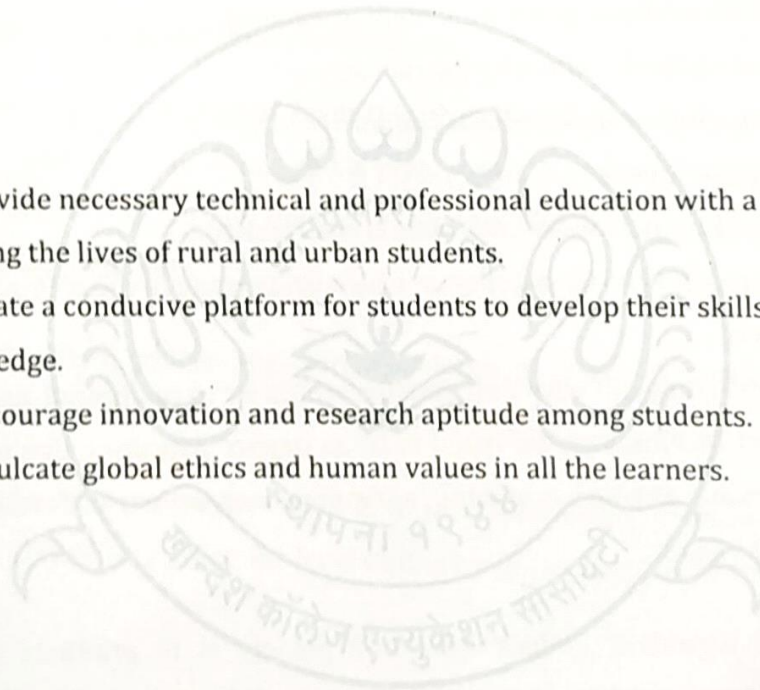 vide necessary technical and professional education with a
ng the lives of rural and urban students.
ate a conducive platform for students to develop their skills
edge.
ourage innovation and research aptitude among students.
ulcate global ethics and human values in all the learners.
स्थापना १९४४
खान्देश कॉलेज एज्युकेशन सोसायटी